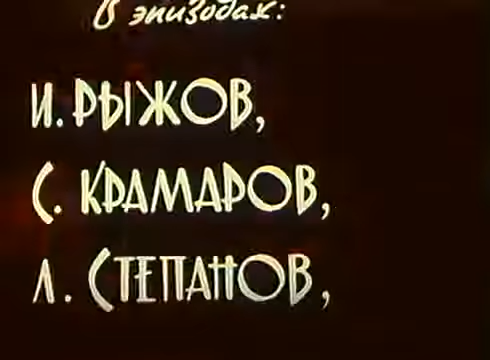 В эпизодах:
И. РЫЖОВ,
С. КРАМАРОВ,
Л. СТЕПАНОВ,